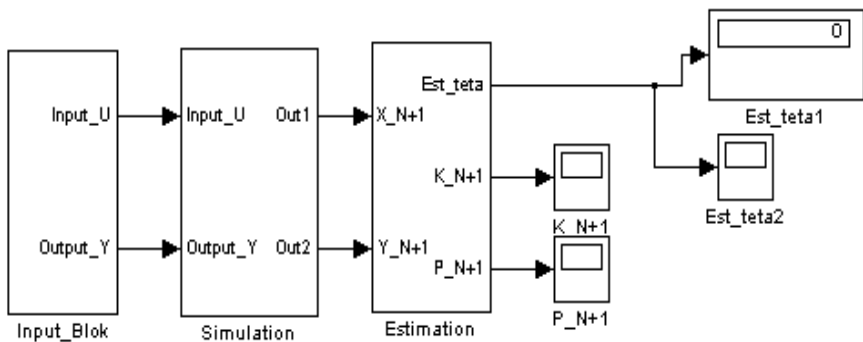 Input_U
Output_Y
Input_Blok
Input_U
Output_Y
Out1
Out2
Simulation
X_N+1
Y_N+1
Est_teta
K_N+1
P_N+1
Estimation
0
Est_teta1
Est_teta2
K_N+1
P_N+1